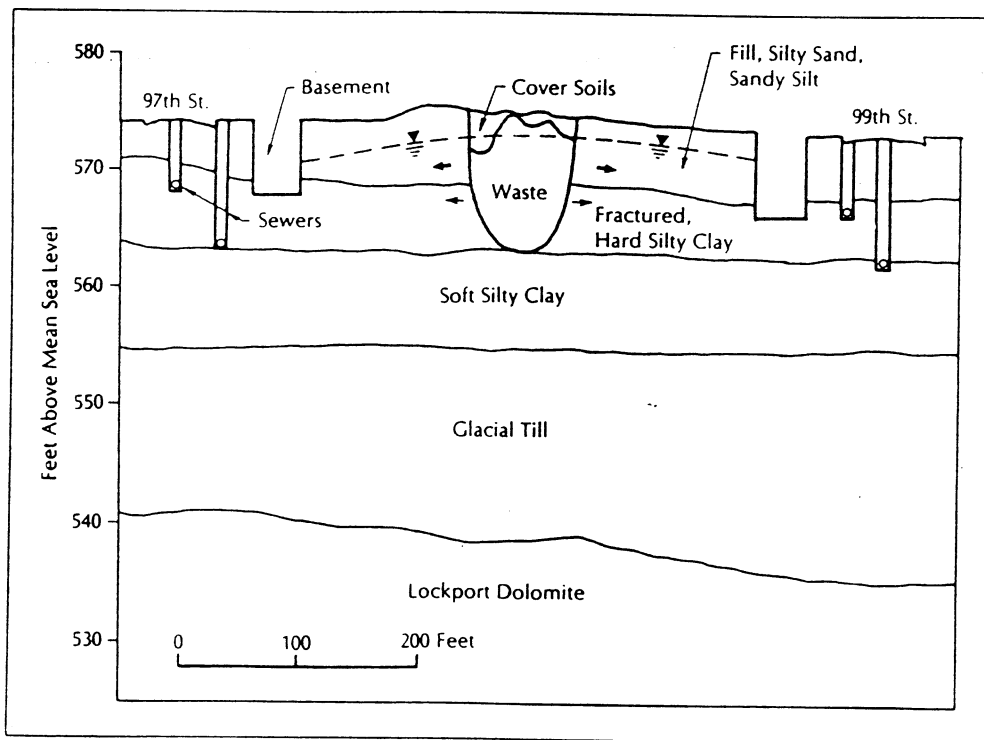 580
570
560
550
540
530
Feet Above Mean Sea Level
97th St.
Basement
Cover Soils
Fill, Silty Sand,
Sandy Silt
99th St.
Sewers
Waste
Fractured,
Hard Silty Clay
Soft Silty Clay
Glacial Till
Lockport Dolomite
0 100 200 Feet